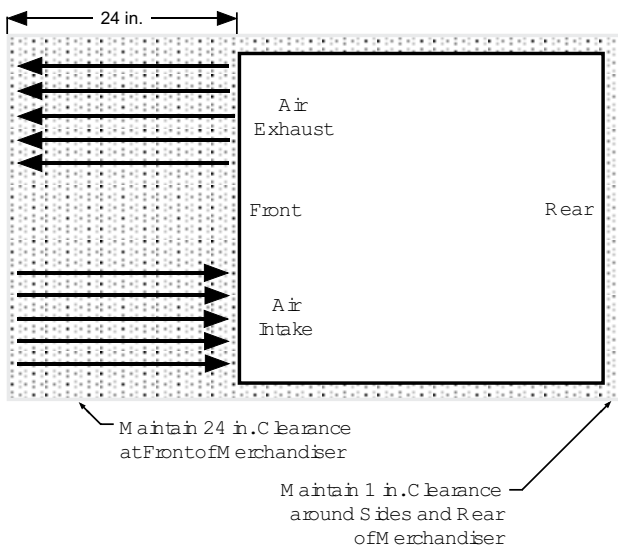 24 in.
Air
Exhaust
Front
Rear
Air
Intake
Maintain 24 in. Clearance
at Front of Merchandiser
Maintain 1 in. Clearance
around Sides and Rear
of Merchandiser